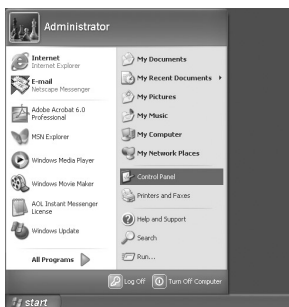 Administrator
Internet
Internet Explorer
E-mail
Netscape Messenger
Adobe Acrobat 6.0
Professional
MSN Explorer
Windows Media Player
Windows Movie Maker
AOL Instant Messenger
License
Windows Update
All Programs
My Documents
My Recent Documents
My Pictures
My Music
My Computer
My Network Places
Control Panel
Printers and Faxes
Help and Support
Search
Run...
Log Off
Turn Off Computer
start